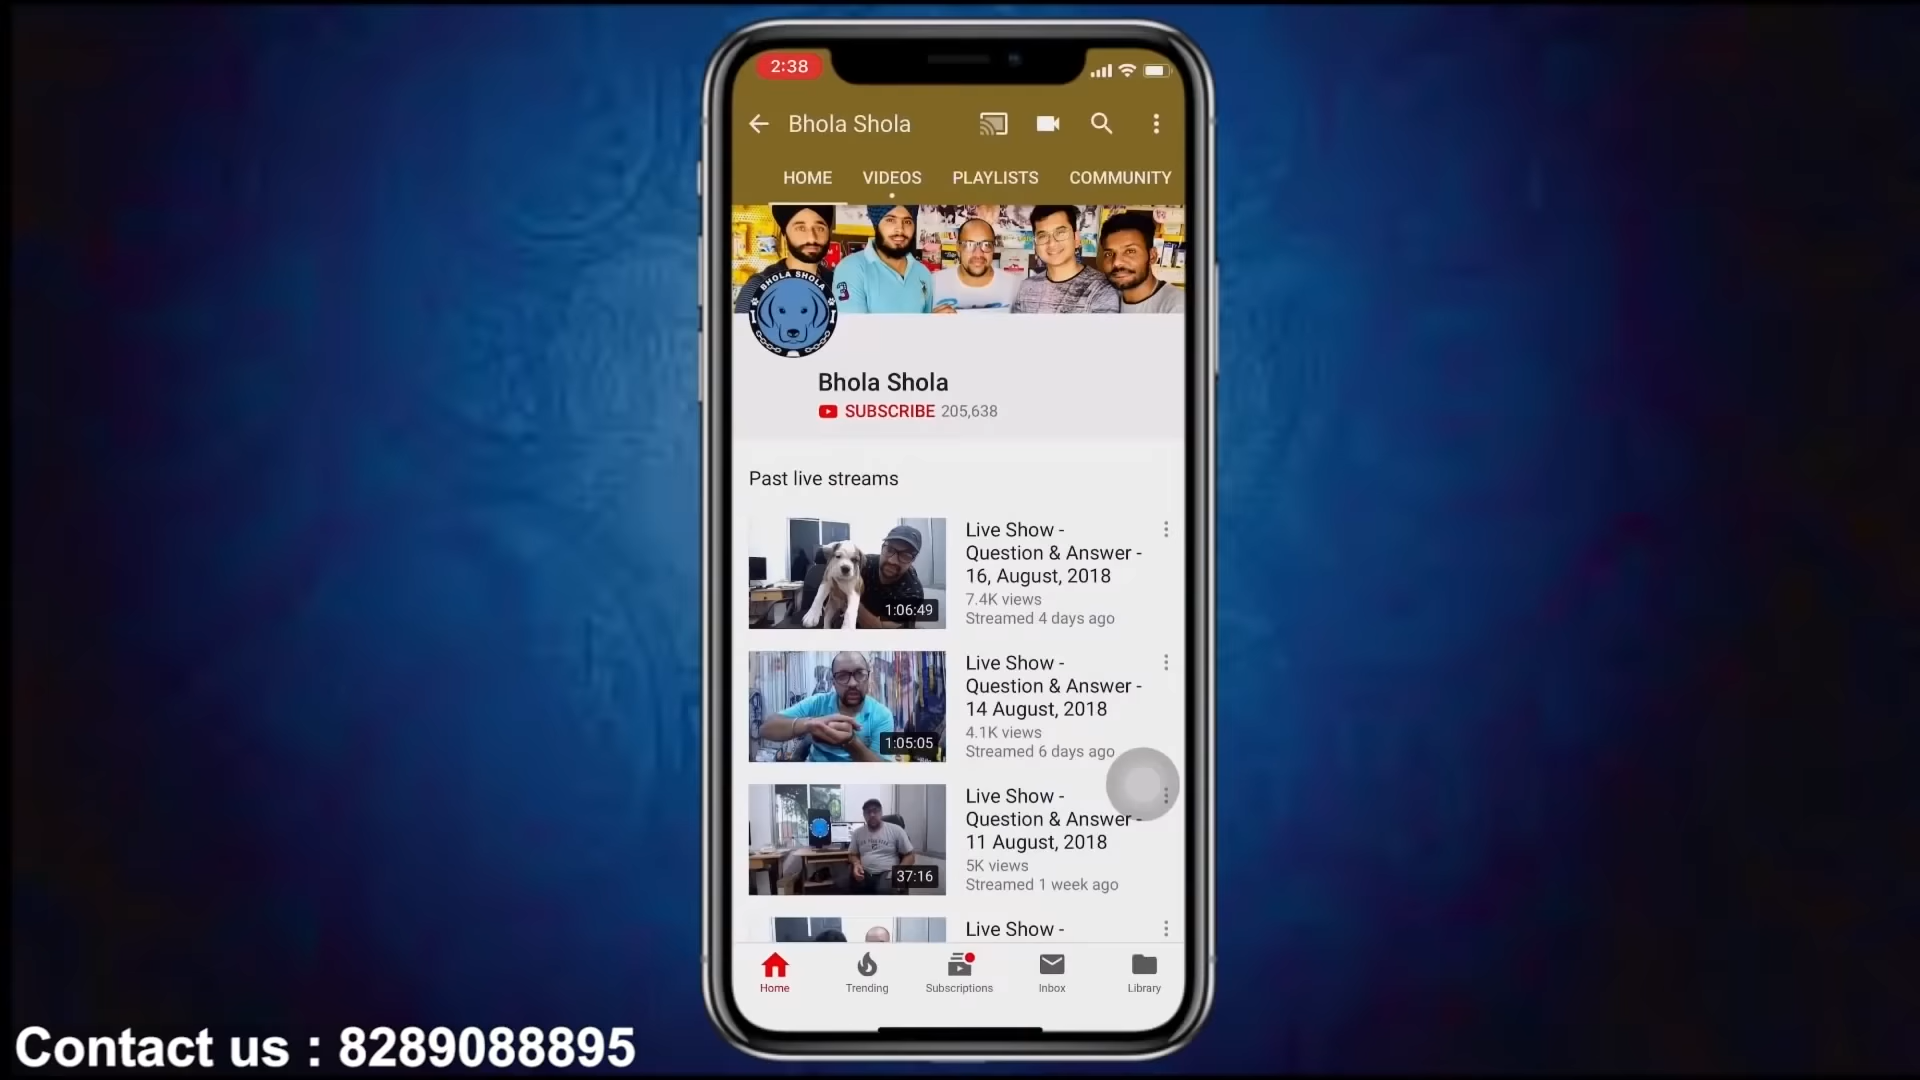 2:38
Bhola Shola
HOME VIDEOS PLAYLISTS COMMUNITY
BHOLA SHOLA
Bhola Shola
SUBSCRIBE 205,638
Past live streams
Live Show -
Question & Answer -
16, August, 2018
7.4K views
Streamed 4 days ago
1:06:49
Live Show -
Question & Answer -
14 August, 2018
4.1K views
Streamed 6 days ago
1:05:05
Live Show -
Question & Answer -
11 August, 2018
5K views
Streamed 1 week ago
37:16
Live Show -
Home Trending Subscriptions Inbox Library
Contact us : 8289088895